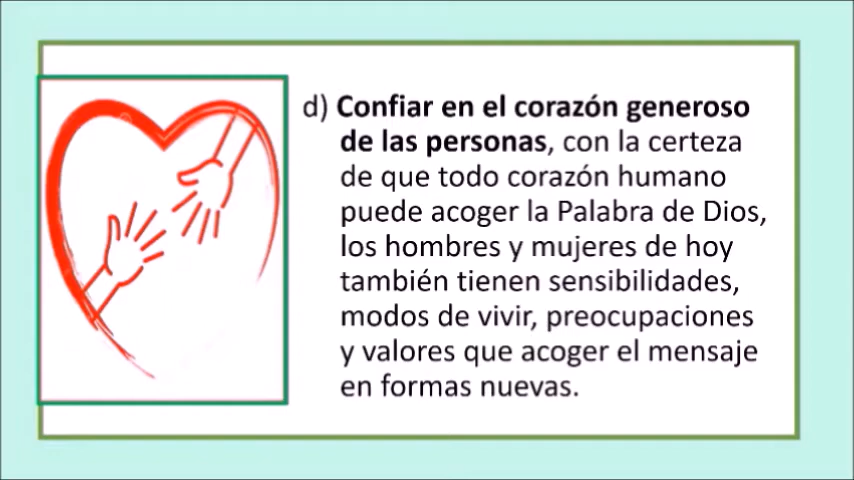 d) Confiar en el corazón generoso
de las personas, con la certeza
de que todo corazón humano
puede acoger la Palabra de Dios,
los hombres y mujeres de hoy
también tienen sensibilidades,
modos de vivir, preocupaciones
y valores que acoger el mensaje
en formas nuevas.